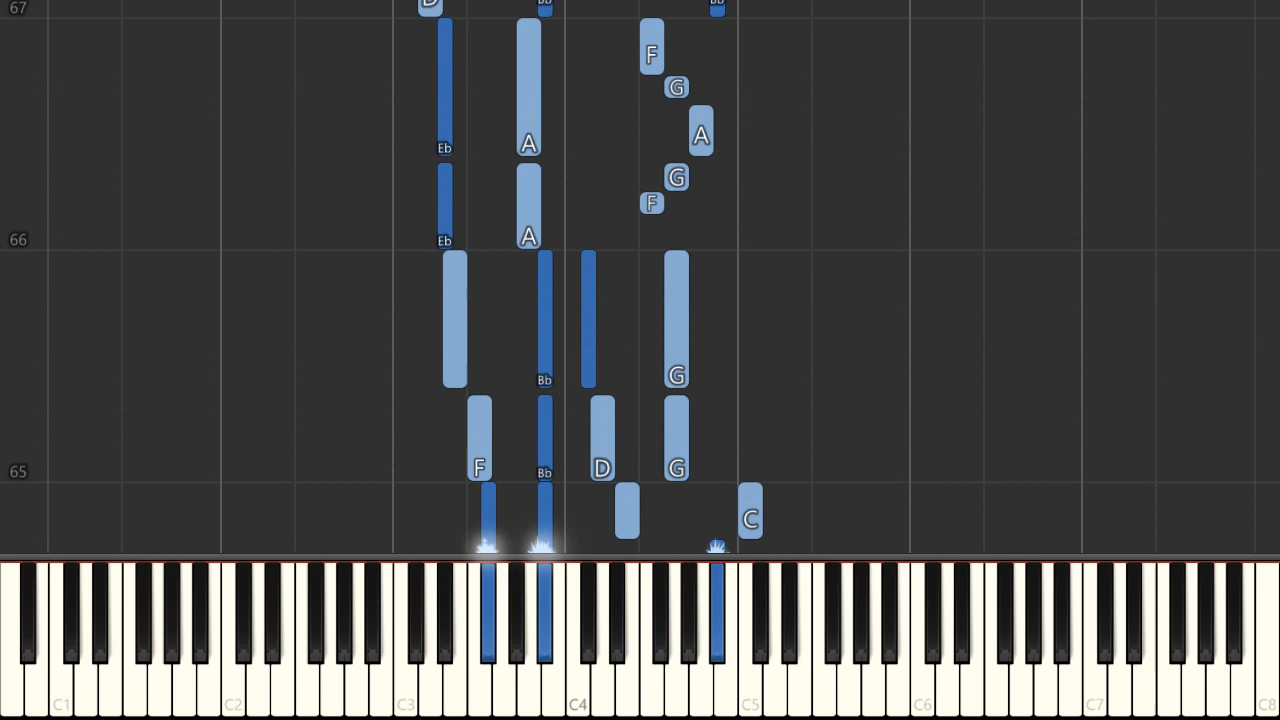 67 D Bb Bb
F
G
Eb A A
G
F
66 Eb A
Bb G
65 F Bb D G
C
C1 C2 C3 C4 C5 C6 C7 C8